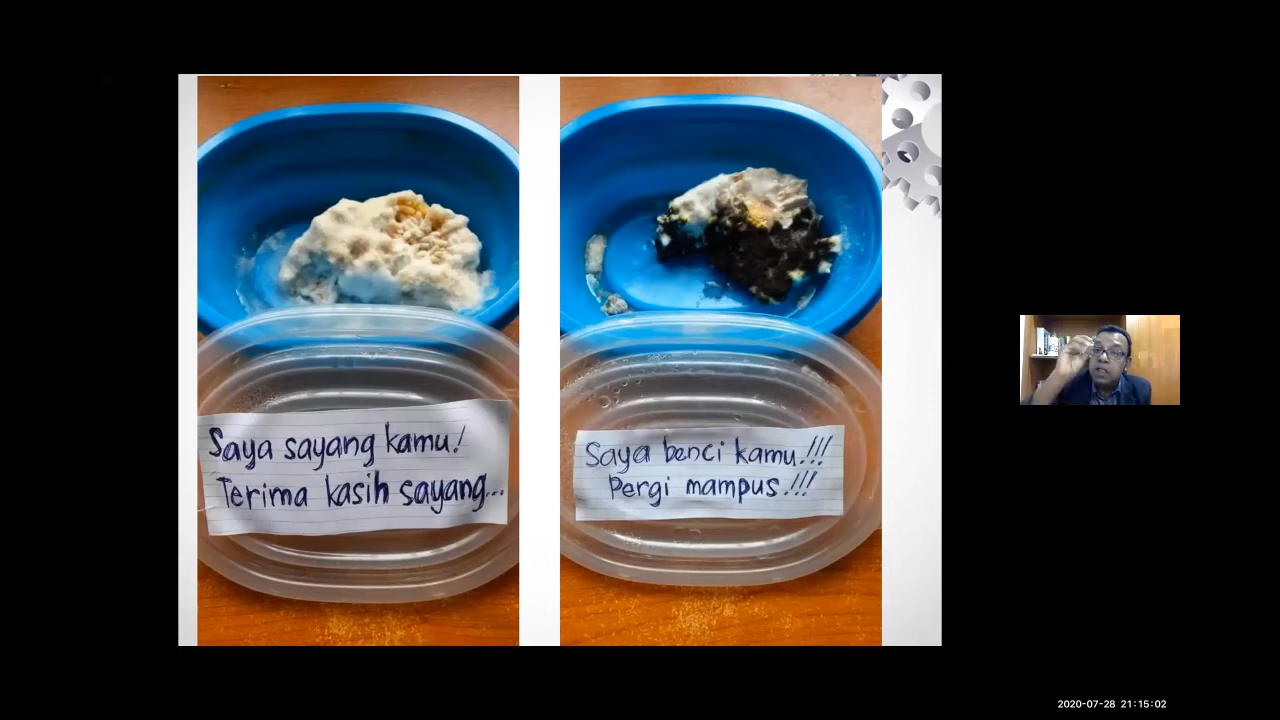 Saya sayang kamu!
Terima kasih sayang...
Saya benci kamu!!!
Pergi mampus!!!
2020-07-28 21:15:02